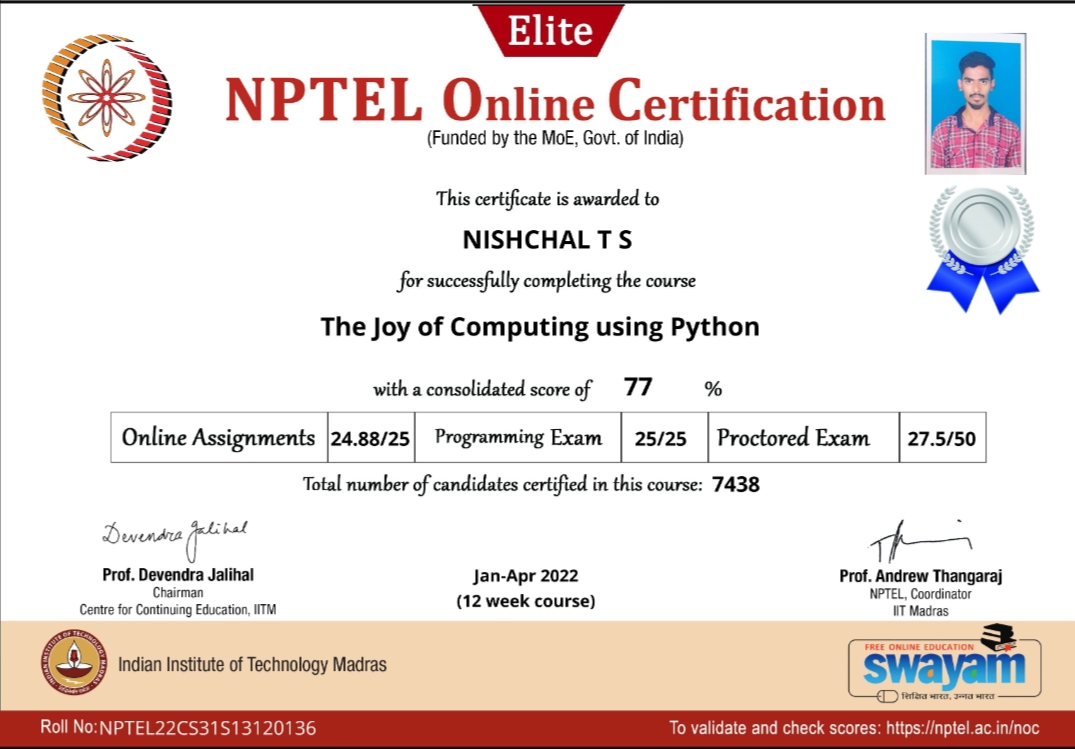 Elite
NPTEL Online Certification
(Funded by the MoE, Govt. of India)
This certificate is awarded to
NISHCHAL T S
for successfully completing the course
The Joy of Computing using Python
with a consolidated score of 77 %
Online Assignments 24.88/25 Programming Exam 25/25 Proctored Exam 27.5/50
Total number of candidates certified in this course: 7438
Devendra Jalihal
Prof. Devendra Jalihal
Chairman
Centre for Continuing Education, IITM
Jan-Apr 2022
(12 week course)
Prof. Andrew Thangaraj
NPTEL, Coordinator
IIT Madras
INDIAN INSTITUTE OF TECHNOLOGY MADRAS
Indian Institute of Technology Madras
FREE ONLINE EDUCATION
swayam
शिक्षित भारत, उन्नत भारत
Roll No: NPTEL22CS31S13120136
To validate and check scores: https://nptel.ac.in/noc